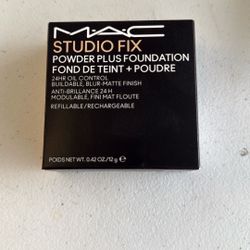 M·A·C
STUDIO FIX
POWDER PLUS FOUNDATION
FOND DE TEINT + POUDRE
24HR OIL CONTROL
BUILDABLE, BLUR-MATTE FINISH
ANTI-BRILLANCE 24 H
MODULABLE, FINI MAT FLOUTÉ
REFILLABLE/RECHARGEABLE
POIDS NET WT. 0.42 OZ/12 g ℮